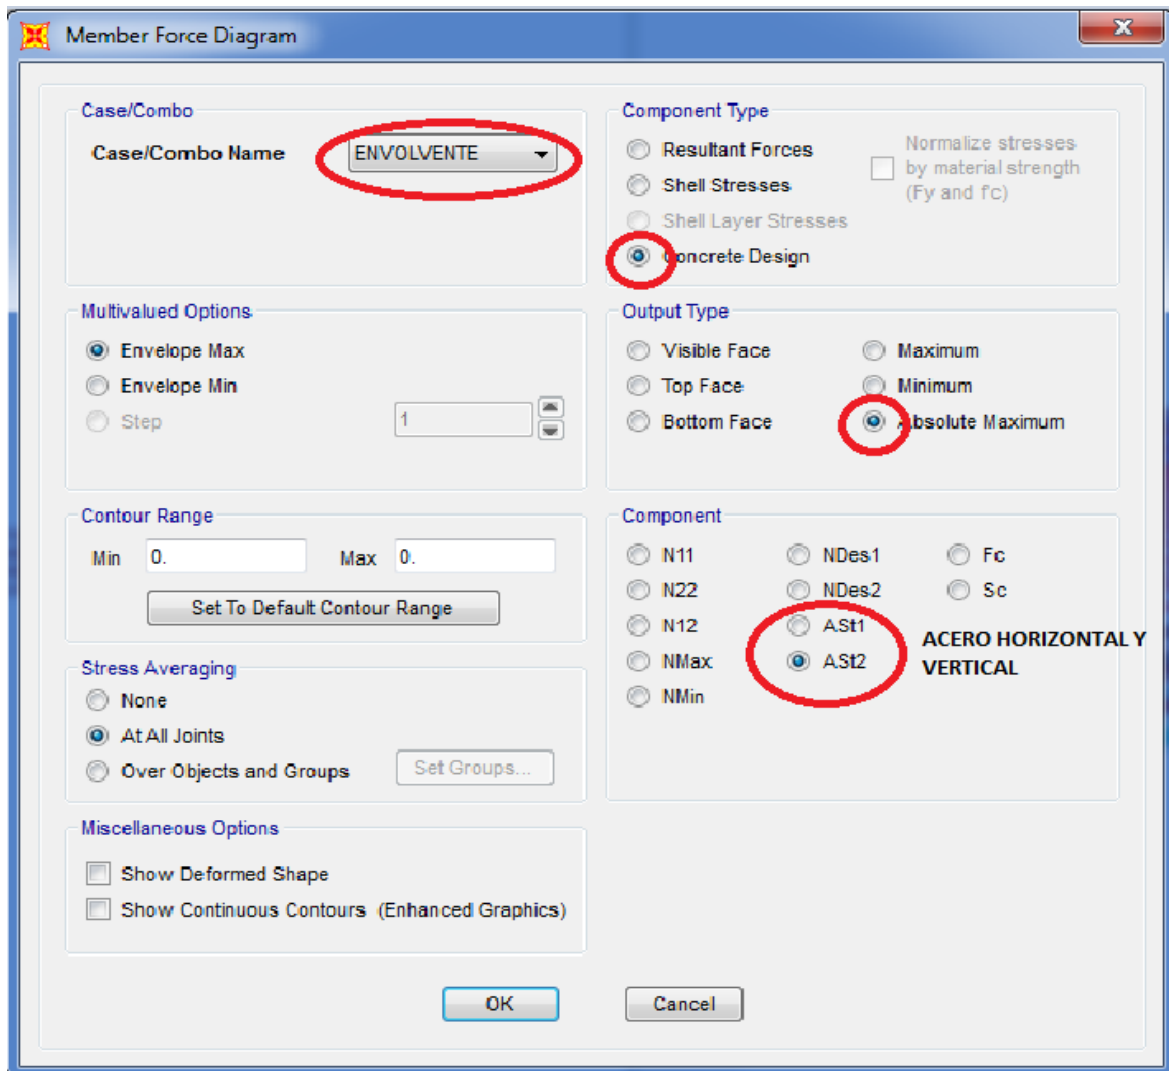 Member Force Diagram
Case/Combo
Case/Combo Name
ENVOLVENTE
Component Type
Resultant Forces
Shell Stresses
Shell Layer Stresses
Concrete Design
Normalize stresses
by material strength
(Fy and f'c)
Multivalued Options
Envelope Max
Envelope Min
Step
1
Output Type
Visible Face
Top Face
Bottom Face
Maximum
Minimum
Absolute Maximum
Contour Range
Min 0. Max 0.
Set To Default Contour Range
Component
N11
N22
N12
NMax
NMin
NDes1
NDes2
ASt1
ASt2
Fc
Sc
ACERO HORIZONTAL Y
VERTICAL
Stress Averaging
None
At All Joints
Over Objects and Groups
Set Groups...
Miscellaneous Options
Show Deformed Shape
Show Continuous Contours (Enhanced Graphics)
OK
Cancel